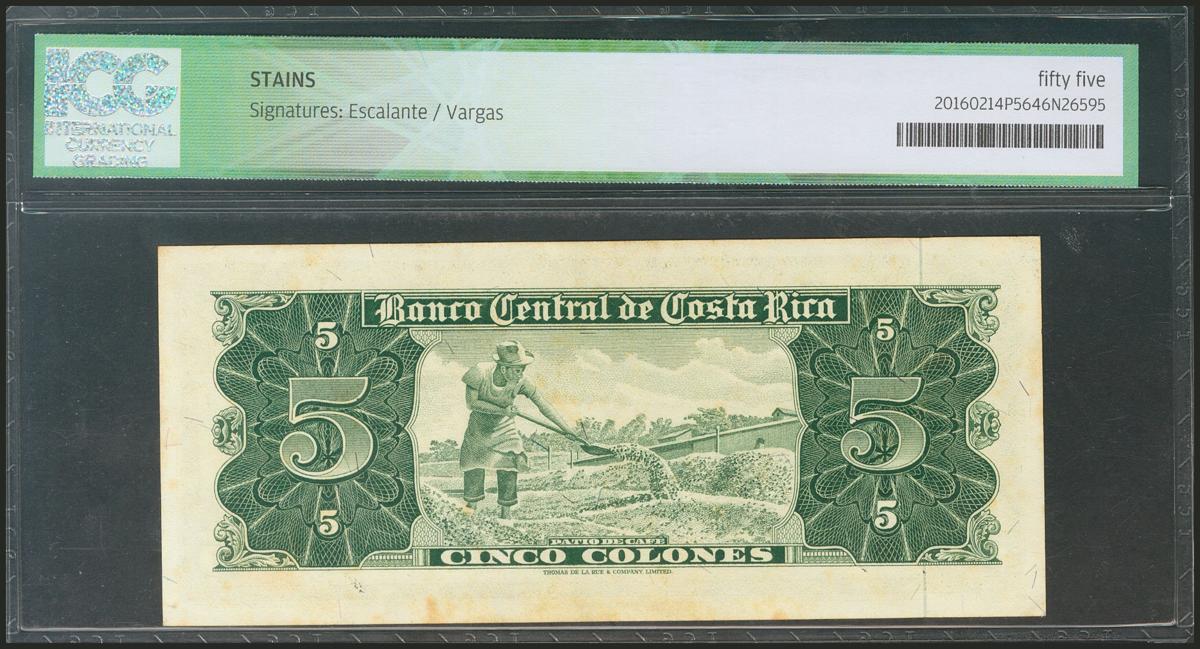 ICG
INTERNATIONAL
CURRENCY
GRADING
STAINS
Signatures: Escalante / Vargas
fifty five
20160214P5646N26595
Banco Central de Costa Rica
5
5
5
5
5
5
PATIO DE CAFE
CINCO COLONES
THOMAS DE LA RUE & COMPANY, LIMITED.